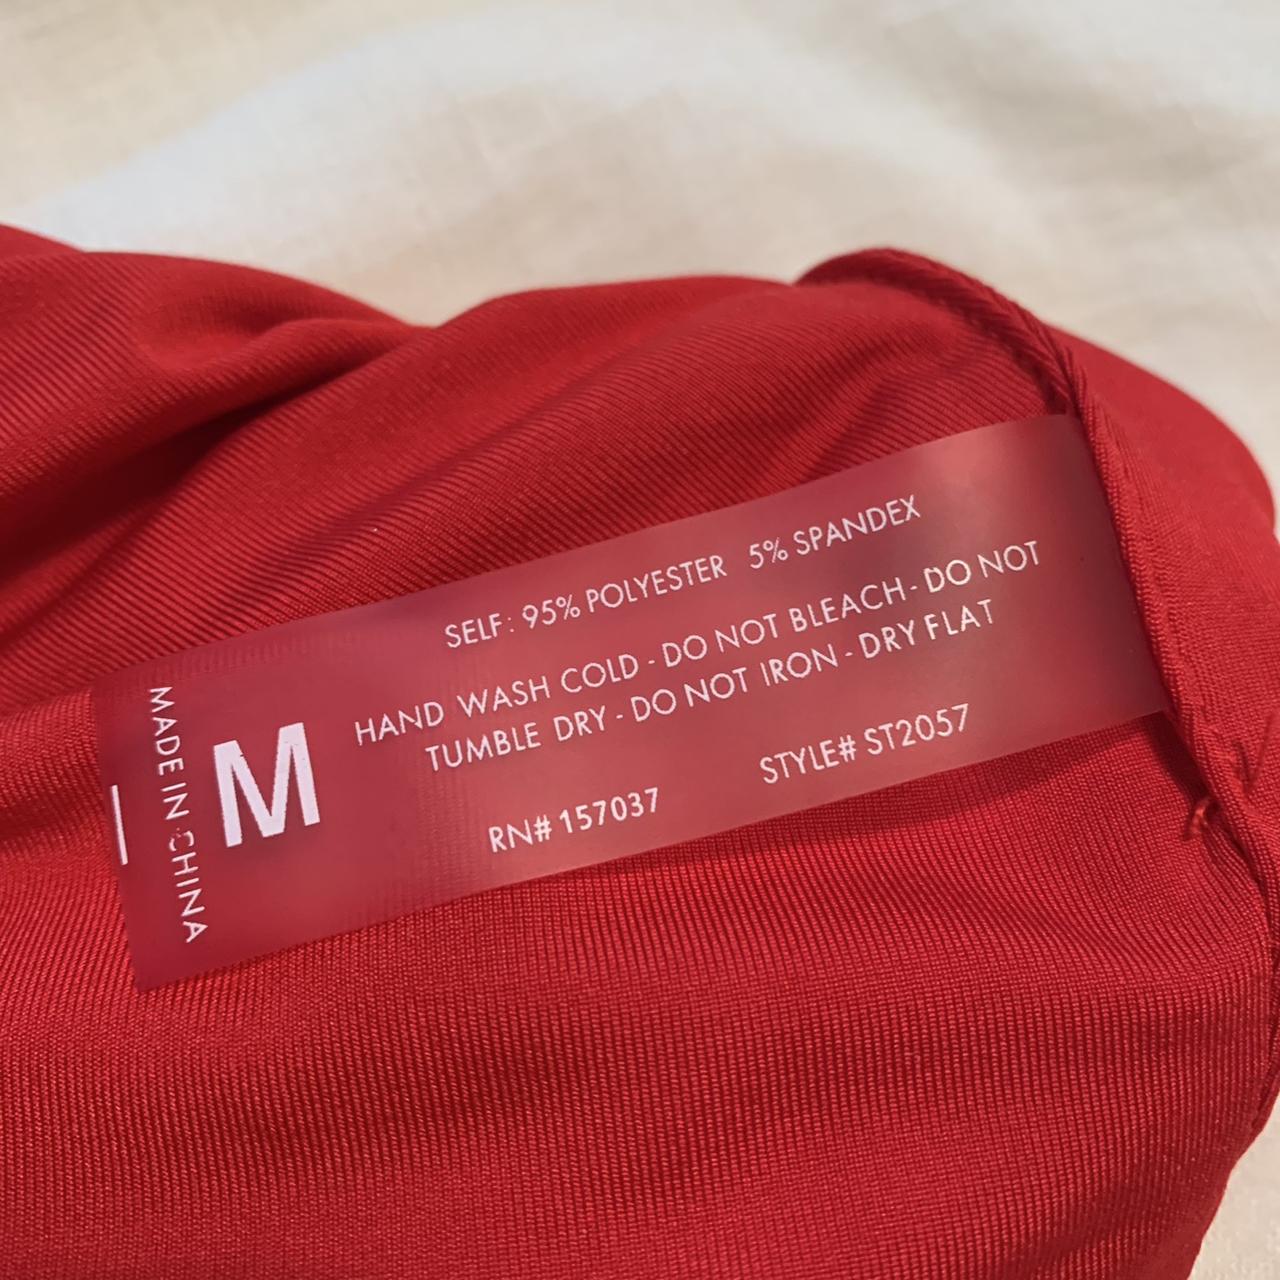 SELF: 95% POLYESTER 5% SPANDEX
HAND WASH COLD - DO NOT BLEACH - DO NOT
TUMBLE DRY - DO NOT IRON - DRY FLAT
RN# 157037 STYLE# ST2057
M
MADE IN CHINA